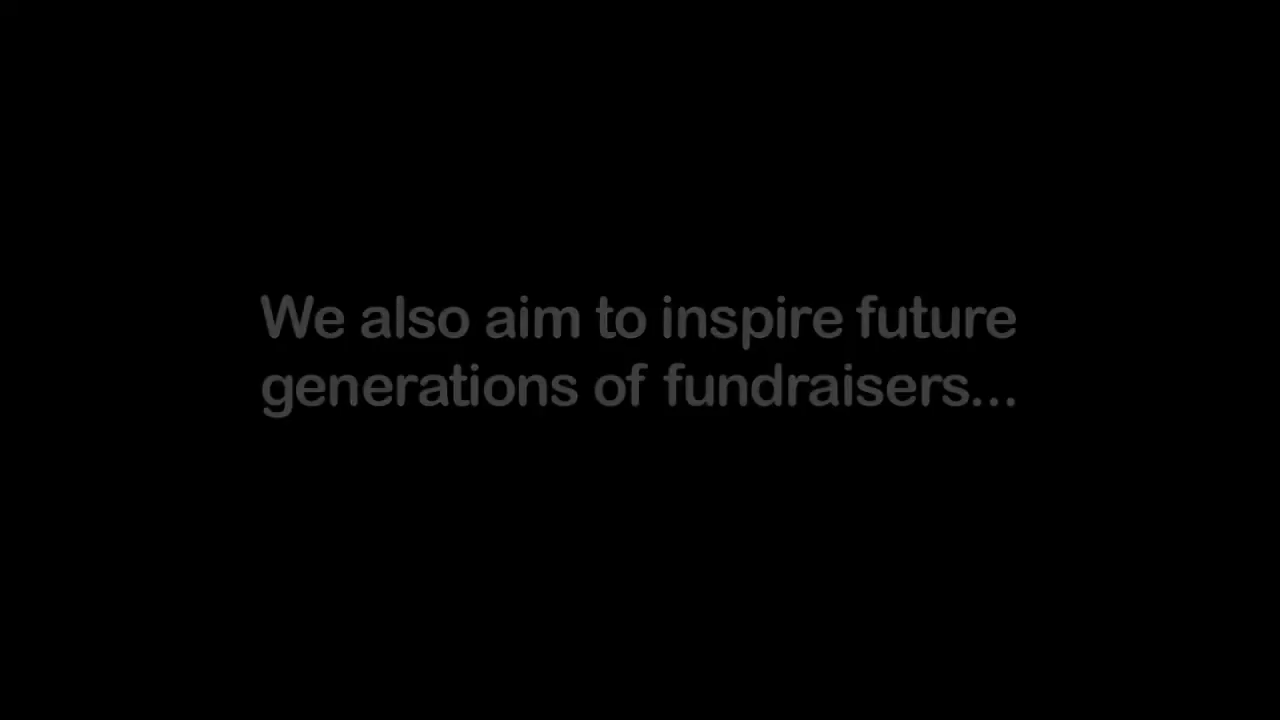 We also aim to inspire future
generations of fundraisers...